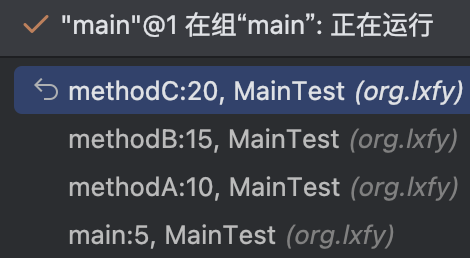 "main"@1 在组“main”: 正在运行
methodC:20, MainTest (org.lxfy)
methodB:15, MainTest (org.lxfy)
methodA:10, MainTest (org.lxfy)
main:5, MainTest (org.lxfy)